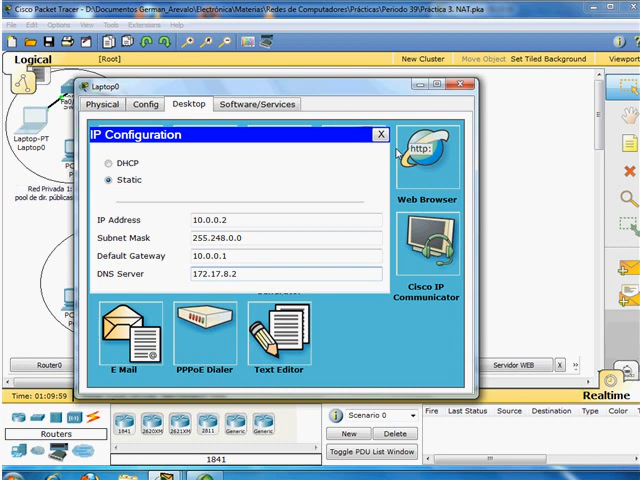 Cisco Packet Tracer - D:\Documentos German_Arevalo\Electrónica\Materias\Redes de Computadores\Prácticas\Periodo 39\Práctica 3. NAT.pka
File Edit Options View Tools Extensions Help
Logical [Root] New Cluster Move Object Set Tiled Background Viewport
Laptop0
Physical Config Desktop Software/Services
IP Configuration X
DHCP
Static
IP Address 10.0.0.2
Subnet Mask 255.248.0.0
Default Gateway 10.0.0.1
DNS Server 172.17.8.2
http:
Web Browser
Cisco IP
Communicator
E Mail PPPoE Dialer Text Editor
Fa0/
Laptop-PT
Laptop0
Red Privada 1:
pool de dir. públicas
Router0 Servidor WEB X
Time: 01:09:59 Realtime
Routers
1841 2620XM 2621XM 2811 Generic Generic
1841
Scenario 0
New Delete
Toggle PDU List Window
Fire Last Status Source Destination Type Color